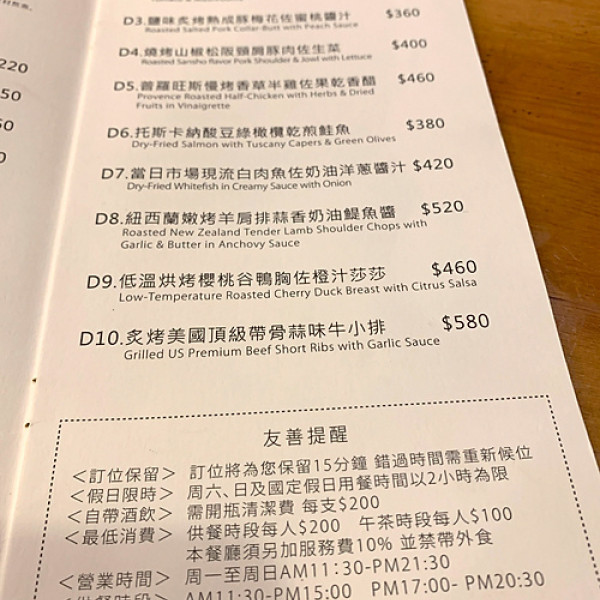 220
50
50
0
D3.鹽味炙烤熟成豚梅花佐蜜桃醬汁 $360
Roasted Salted Pork Collar-Butt with Peach Sauce
D4.燒烤山椒松阪頸肩豚肉佐生菜 $400
Roasted Sansho flavor Pork Shoulder & Jowl with Lettuce
D5.普羅旺斯慢烤香草半雞佐果乾香醋 $460
Provence Roasted Half-Chicken with Herbs & Dried
Fruits in Vinaigrette
D6.托斯卡納酸豆綠橄欖乾煎鮭魚 $380
Dry-Fried Salmon with Tuscany Capers & Green Olives
D7.當日市場現流白肉魚佐奶油洋蔥醬汁 $420
Dry-Fried Whitefish in Creamy Sauce with Onion
D8.紐西蘭嫩烤羊肩排蒜香奶油鯷魚醬 $520
Roasted New Zealand Tender Lamb Shoulder Chops with
Garlic & Butter in Anchovy Sauce
D9.低溫烘烤櫻桃谷鴨胸佐橙汁莎莎 $460
Low-Temperature Roasted Cherry Duck Breast with Citrus Salsa
D10.炙烤美國頂級帶骨蒜味牛小排 $580
Grilled US Premium Beef Short Ribs with Garlic Sauce
友善提醒
＜訂位保留＞ 訂位將為您保留15分鐘 錯過時間需重新候位
＜假日限時＞ 周六、日及國定假日用餐時間以2小時為限
＜自帶酒飲＞ 需開瓶清潔費 每支$200
＜最低消費＞ 供餐時段每人$200 午茶時段每人$100
本餐廳須另加服務費10% 並禁帶外食
＜營業時間＞ 周一至周日AM11:30-PM21:30
＜供餐時段＞ AM11:30-PM15:00 PM17:00- PM20:30